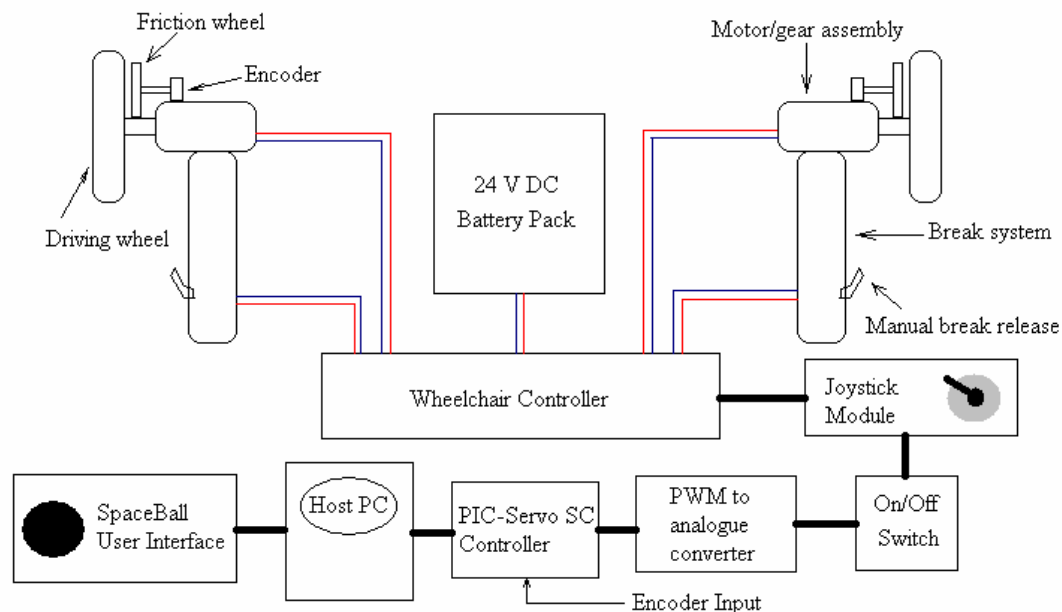 Friction wheel
Motor/gear assembly
Encoder
24 V DC
Battery Pack
Driving wheel
Break system
Manual break release
Wheelchair Controller
Joystick
Module
SpaceBall
User Interface
Host PC
PIC-Servo SC
Controller
PWM to
analogue
converter
On/Off
Switch
Encoder Input